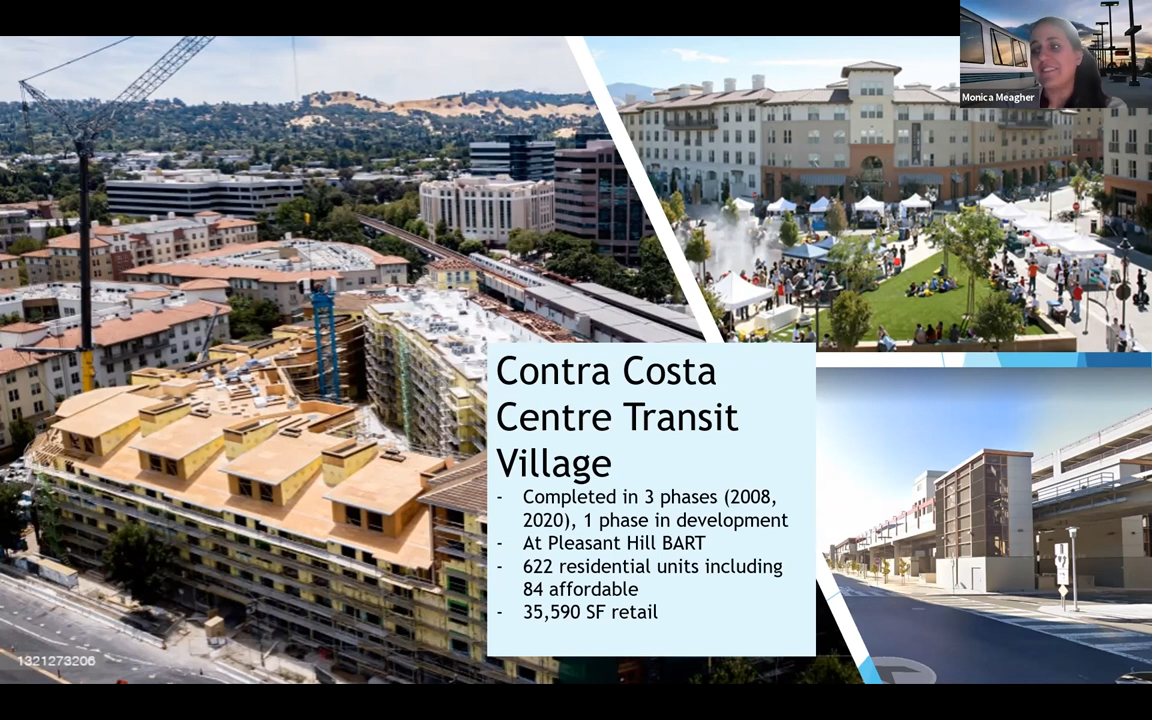 Monica Meagher
Contra Costa
Centre Transit
Village
- Completed in 3 phases (2008,
2020), 1 phase in development
- At Pleasant Hill BART
- 622 residential units including
84 affordable
- 35,590 SF retail
1321273206